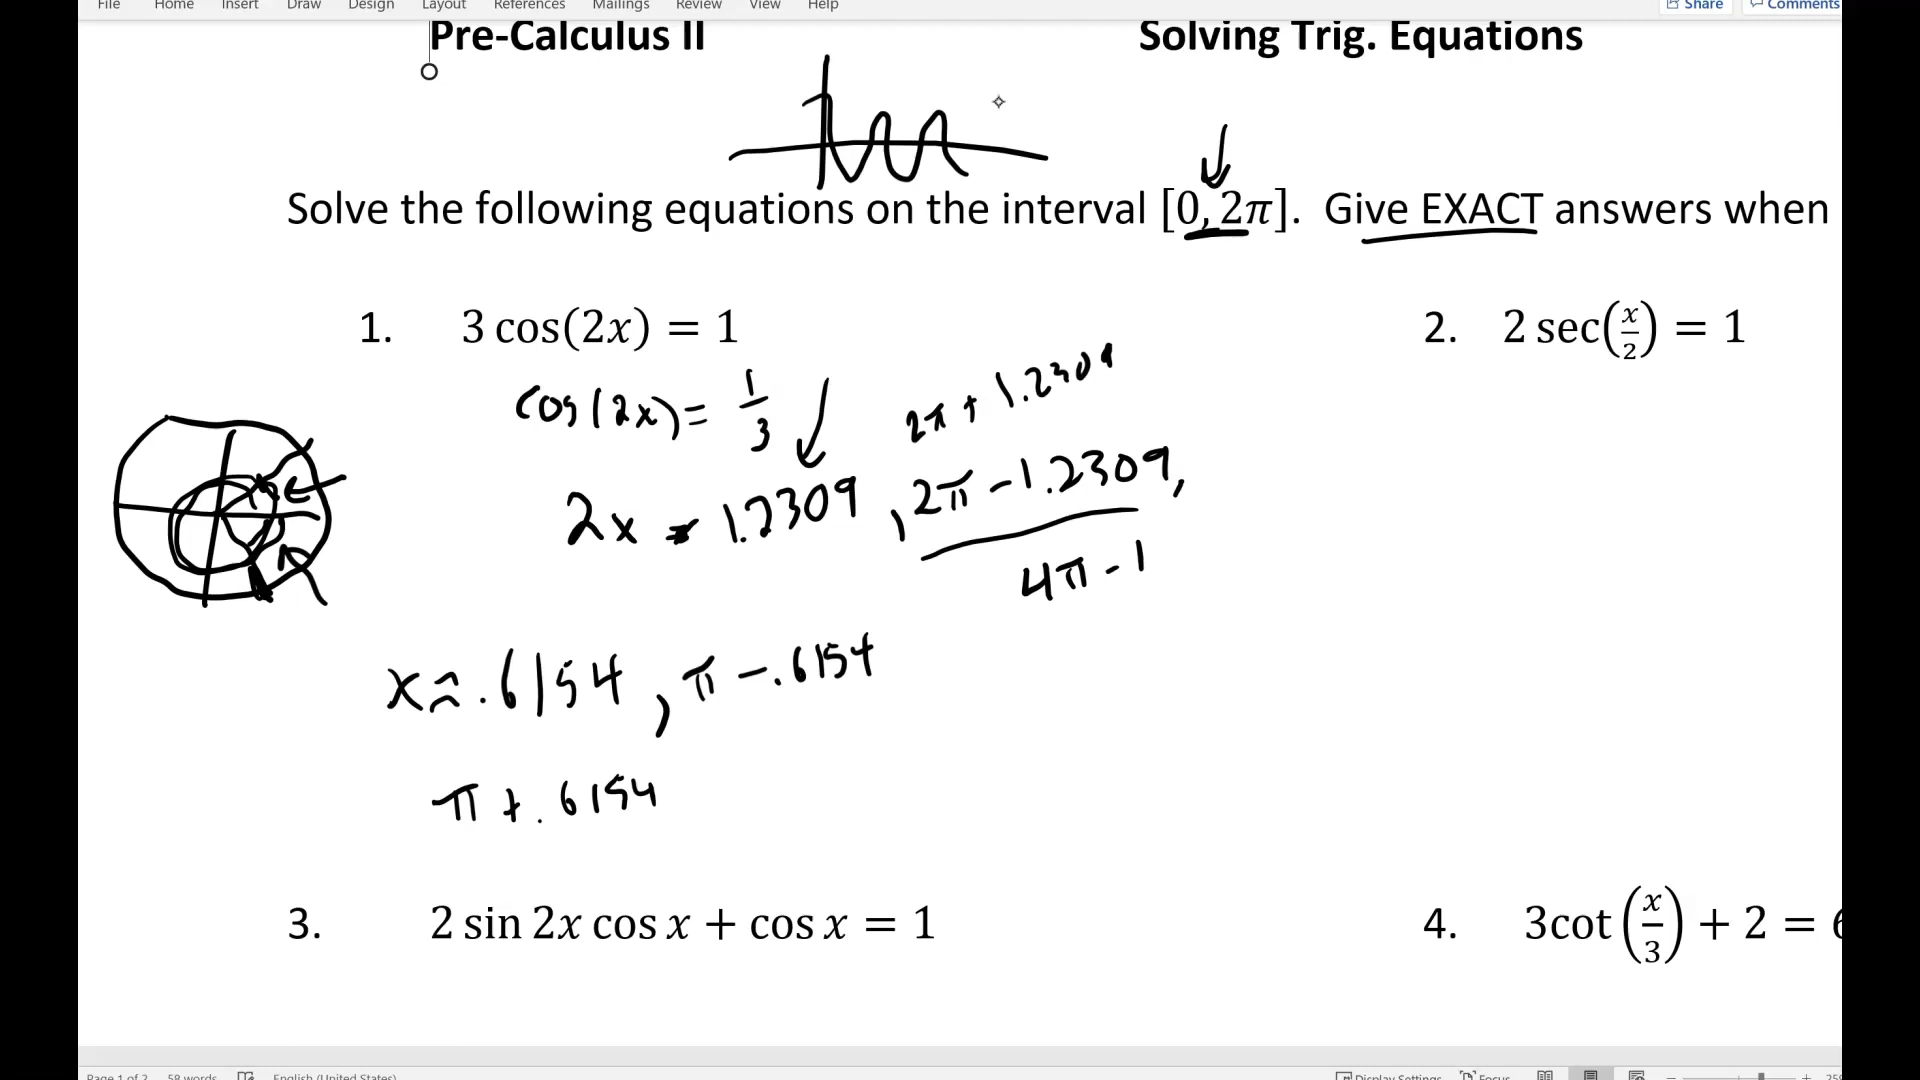 File Home Insert Draw Design Layout References Mailings Review View Help Share Comments
Pre-Calculus II Solving Trig. Equations
Solve the following equations on the interval [0, 2π]. Give EXACT answers when
1. 3 cos(2x) = 1
2. 2 sec(x/2) = 1
cos(2x) = 1/3
2π + 1.2309
2x = 1.2309, 2π - 1.2309,
4π - 1
x ≈ .6154, π - .6154
π + .6154
3. 2 sin 2x cos x + cos x = 1
4. 3cot(x/3) + 2 =
Page 1 of 2 58 words English (United States) Display Settings Focus